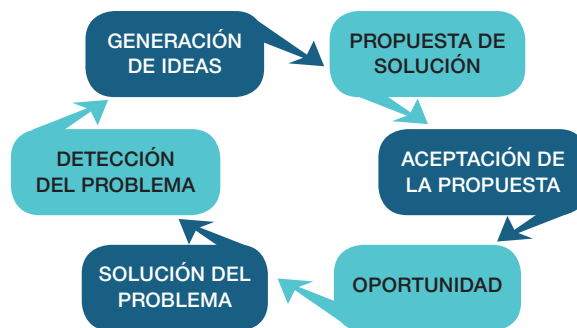 GENERACIÓN
DE IDEAS
PROPUESTA DE
SOLUCIÓN
ACEPTACIÓN DE
LA PROPUESTA
OPORTUNIDAD
SOLUCIÓN DEL
PROBLEMA
DETECCIÓN
DEL PROBLEMA